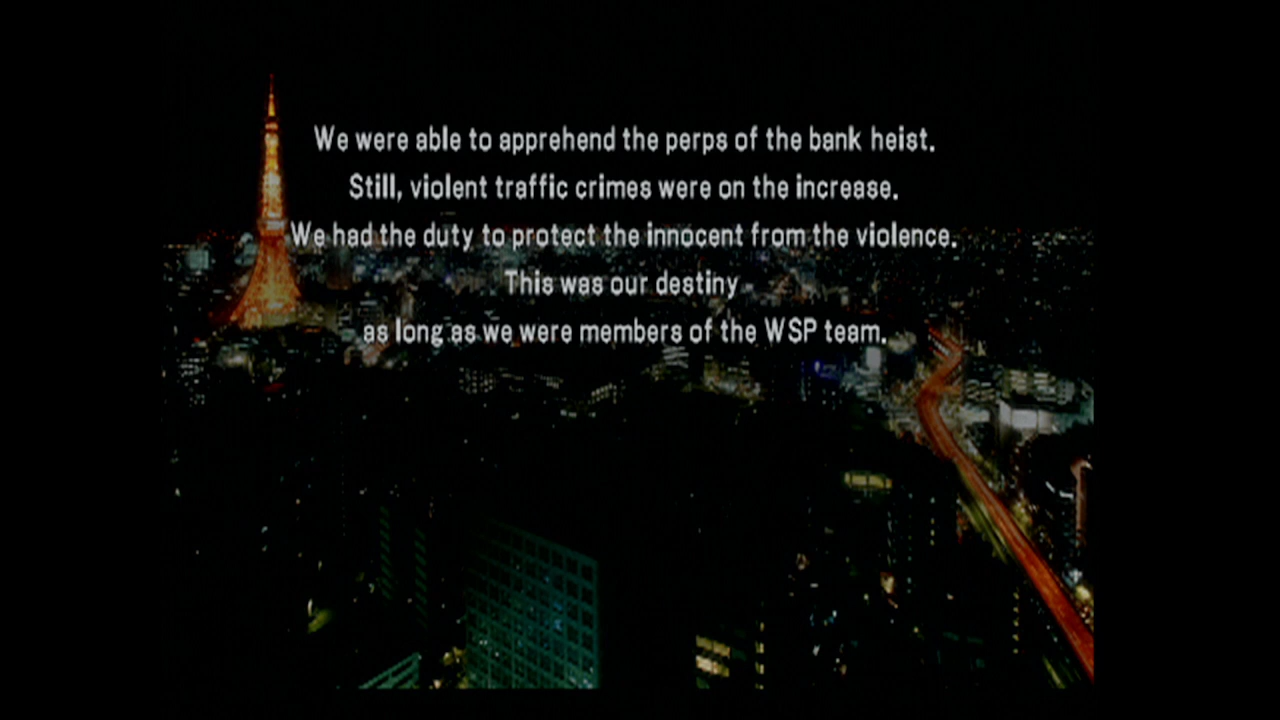 We were able to apprehend the perps of the bank heist.
Still, violent traffic crimes were on the increase.
We had the duty to protect the innocent from the violence.
This was our destiny
as long as we were members of the WSP team.